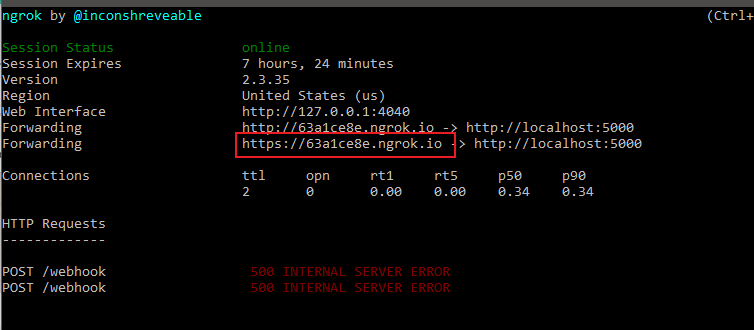 ngrok by @inconshreveable (Ctrl+
Session Status online
Session Expires 7 hours, 24 minutes
Version 2.3.35
Region United States (us)
Web Interface http://127.0.0.1:4040
Forwarding http://63a1ce8e.ngrok.io -> http://localhost:5000
Forwarding https://63a1ce8e.ngrok.io -> http://localhost:5000
Connections ttl opn rt1 rt5 p50 p90
2 0 0.00 0.00 0.34 0.34
HTTP Requests
-------------
POST /webhook 500 INTERNAL SERVER ERROR
POST /webhook 500 INTERNAL SERVER ERROR